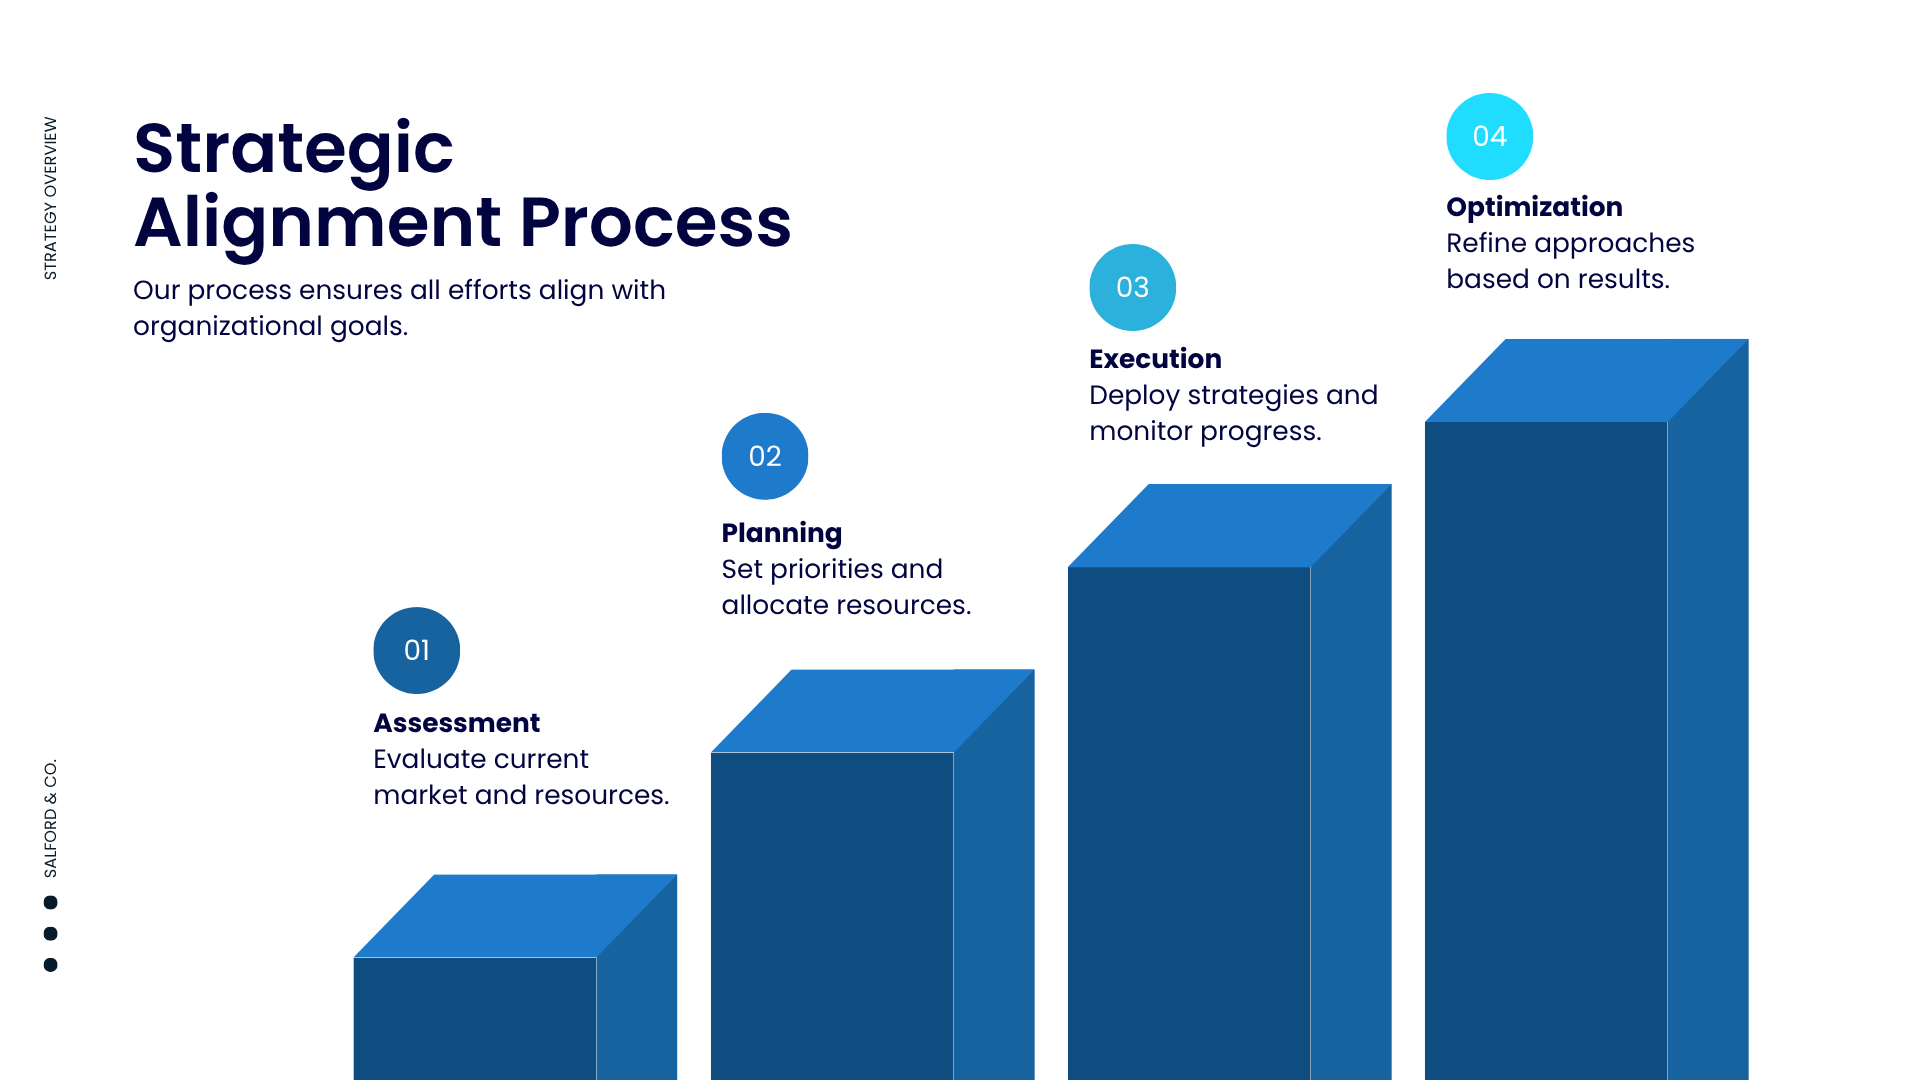 STRATEGY OVERVIEW
Strategic
Alignment Process
Our process ensures all efforts align with
organizational goals.
01
Assessment
Evaluate current
market and resources.
02
Planning
Set priorities and
allocate resources.
03
Execution
Deploy strategies and
monitor progress.
04
Optimization
Refine approaches
based on results.
SALFORD & CO.